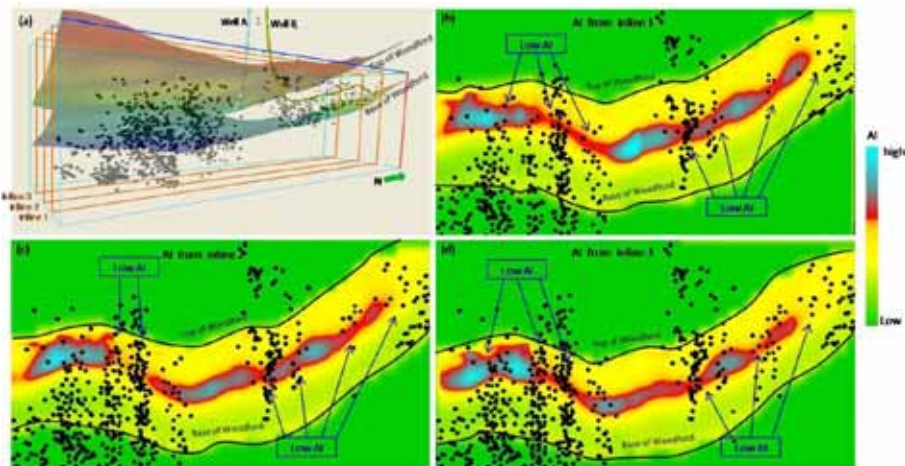 (a)
Well A
Well B
Top of Woodford
Base of Woodford
Inline 3
Inline 2
Inline 1
N
(b)
AI from inline 1
Low AI
Top of Woodford
Base of Woodford
Low AI
AI
high
Low
(c)
AI from inline
Low AI
Top of Woodford
Base of Woodford
Low AI
(d)
AI from inline 1
Low AI
Top of Woodford
Base of Woodford
Low AI